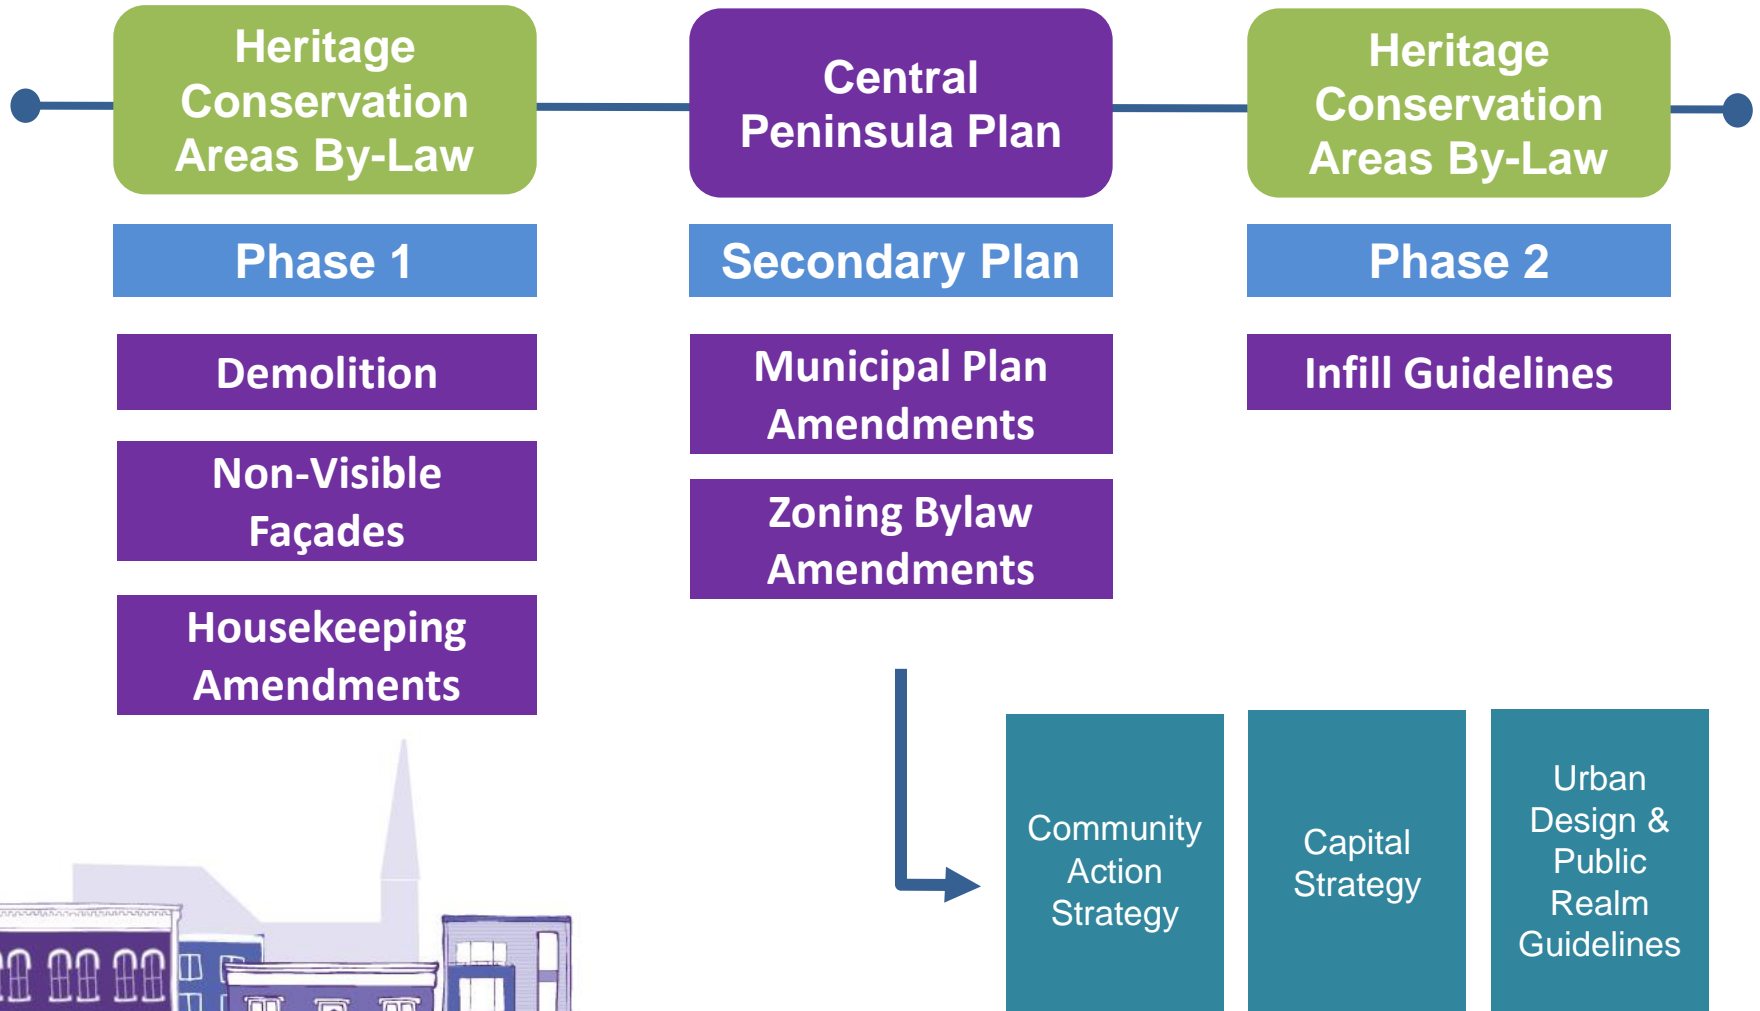 Heritage
Conservation
Areas By-Law
Central
Peninsula Plan
Heritage
Conservation
Areas By-Law
Phase 1
Secondary Plan
Phase 2
Demolition
Non-Visible
Façades
Housekeeping
Amendments
Municipal Plan
Amendments
Zoning Bylaw
Amendments
Infill Guidelines
Community
Action
Strategy
Capital
Strategy
Urban
Design &
Public
Realm
Guidelines